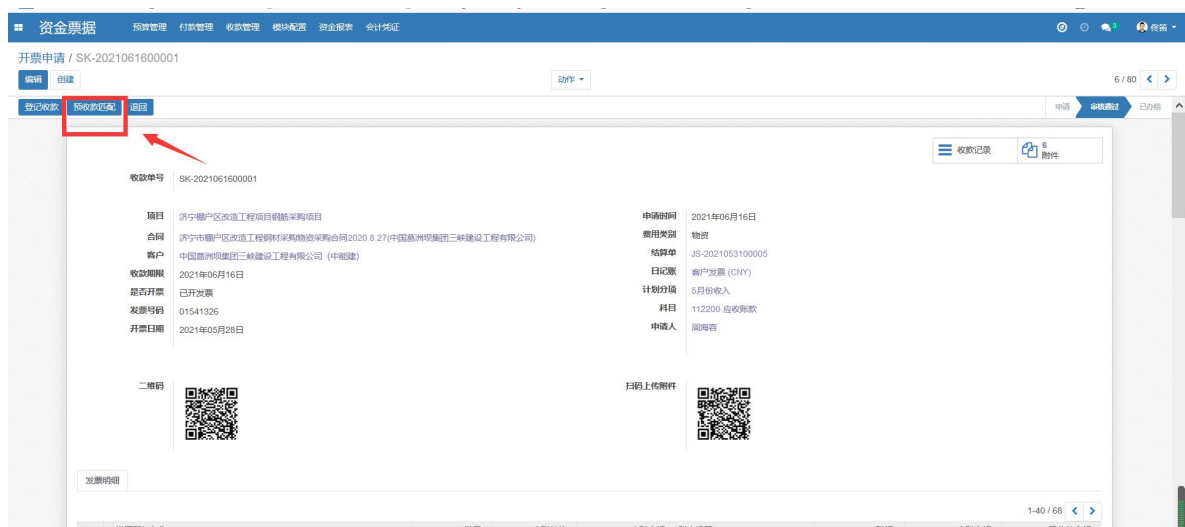 资金票据 预算管理 付款管理 收款管理 模块配置 资金报表 会计凭证 3 佟笛
开票申请 / SK-2021061600001
编辑 创建 动作 6 / 80
登记收款 预收款匹配 退回 申请 审核通过 已办结
收款记录 6 附件
收款单号 SK-2021061600001
项目 济宁棚户区改造工程项目钢筋采购项目 申请时间 2021年06月16日
合同 济宁市棚户区改造工程钢材采购物资采购合同2020.8.27(中国葛洲坝集团三峡建设工程有限公司) 费用类别 物资
客户 中国葛洲坝集团三峡建设工程有限公司（中能建） 结算单 JS-2021053100005
收款期限 2021年06月16日 日记账 客户发票 (CNY)
是否开票 已开发票 计划分项 5月份收入
发票号码 01541326 科目 112200 应收账款
开票日期 2021年05月28日 申请人 周海容
二维码 扫码上传附件
发票明细
1-40 / 68